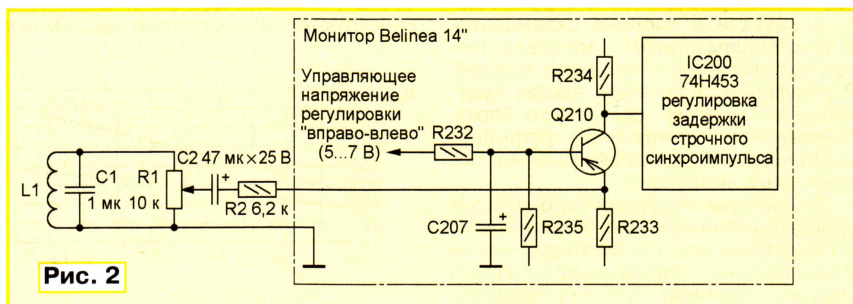 Монитор Belinea 14"
Управляющее
напряжение
регулировки
"вправо-влево"
(5...7 В)
R232
R234
Q210
IC200
74H453
регулировка
задержки
строчного
синхроимпульса
L1
C1
1 мк
R1
10 к
C2 47 мк×25 В
R2 6,2 к
C207
R235
R233
Рис. 2